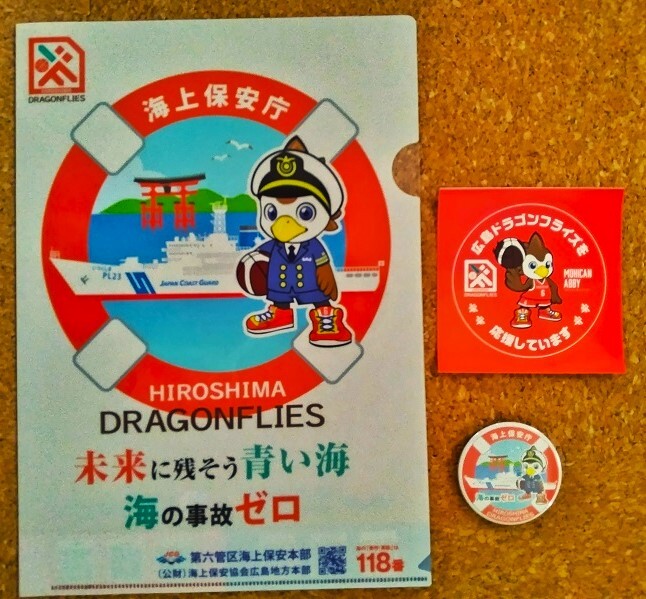 DRAGONFLIES
海上保安庁
PL23
JAPAN COAST GUARD
HIROSHIMA
DRAGONFLIES
未来に残そう青い海
海の事故ゼロ
JCG
第六管区海上保安本部
(公財)海上保安協会広島地方本部
118番
広島ドラゴンフライズを
DRAGONFLIES
MOHICAN
ABBY
応援しています
海上保安庁
海の事故ゼロ
HIROSHIMA
DRAGONFLIES